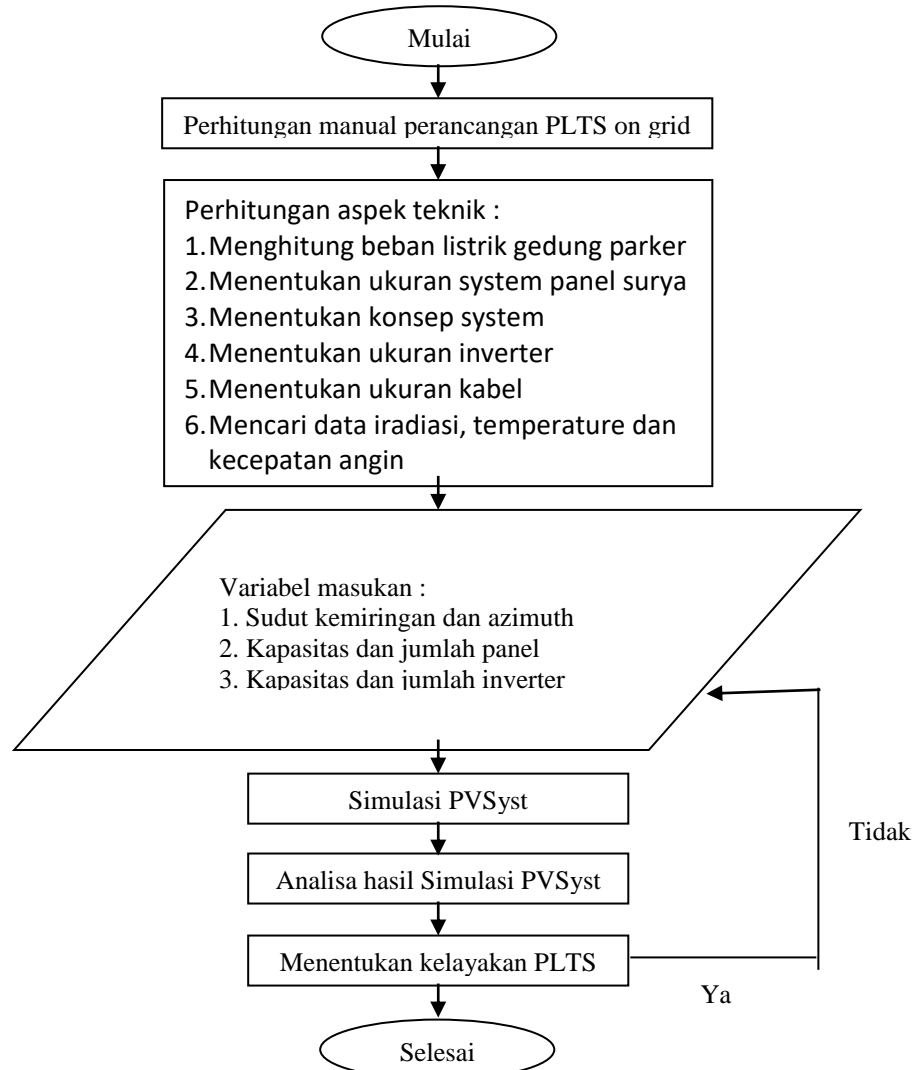 Mulai
Perhitungan manual perancangan PLTS on grid
Perhitungan aspek teknik :
1.Menghitung beban listrik gedung parker
2.Menentukan ukuran system panel surya
3.Menentukan konsep system
4.Menentukan ukuran inverter
5.Menentukan ukuran kabel
6.Mencari data iradiasi, temperature dan
kecepatan angin
Variabel masukan :
1. Sudut kemiringan dan azimuth
2. Kapasitas dan jumlah panel
3. Kapasitas dan jumlah inverter
Simulasi PVSyst
Tidak
Analisa hasil Simulasi PVSyst
Menentukan kelayakan PLTS
Ya
Selesai